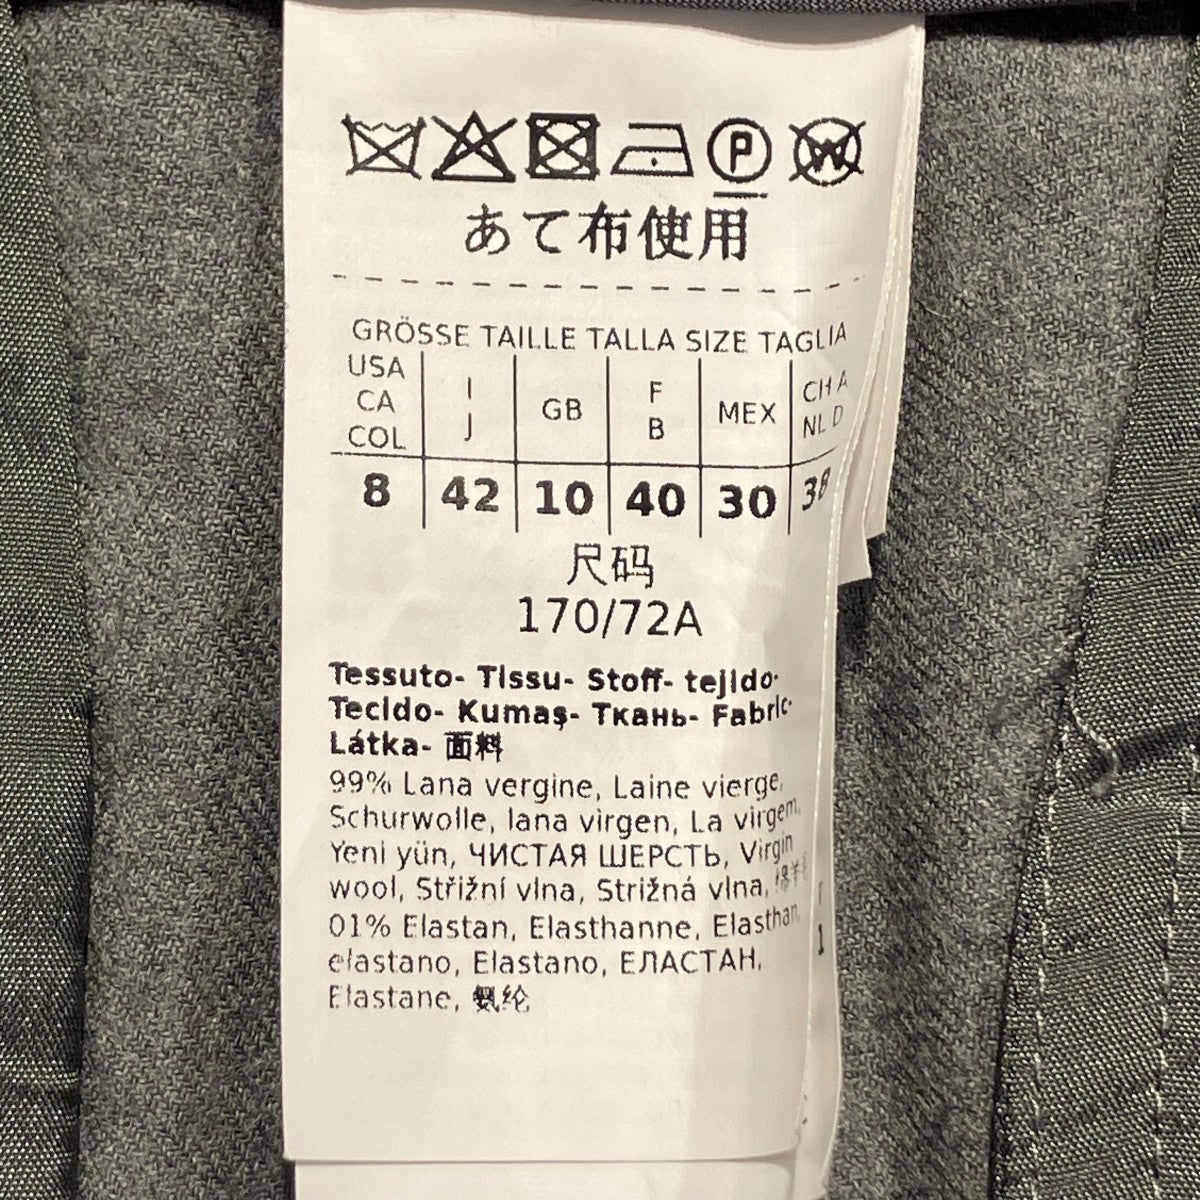 P W
あて布使用
GRÖSSE TAILLE TALLA SIZE TAGLIA
USA CA COL I J GB F B MEX CH A NL D
8 42 10 40 30 38
尺码
170/72A
Tessuto- Tissu- Stoff- tejido-
Tecido- Kumaş- Ткань- Fabric-
Látka- 面料
99% Lana vergine, Laine vierge,
Schurwolle, lana virgen, La virgem,
Yeni yün, ЧИСТАЯ ШЕРСТЬ, Virgin
wool, Střižní vlna, Strižná vlna,
01% Elastan, Elasthanne, Elasthan,
elastano, Elastano, ЕЛАСТАН,
Elastane, 氨纶